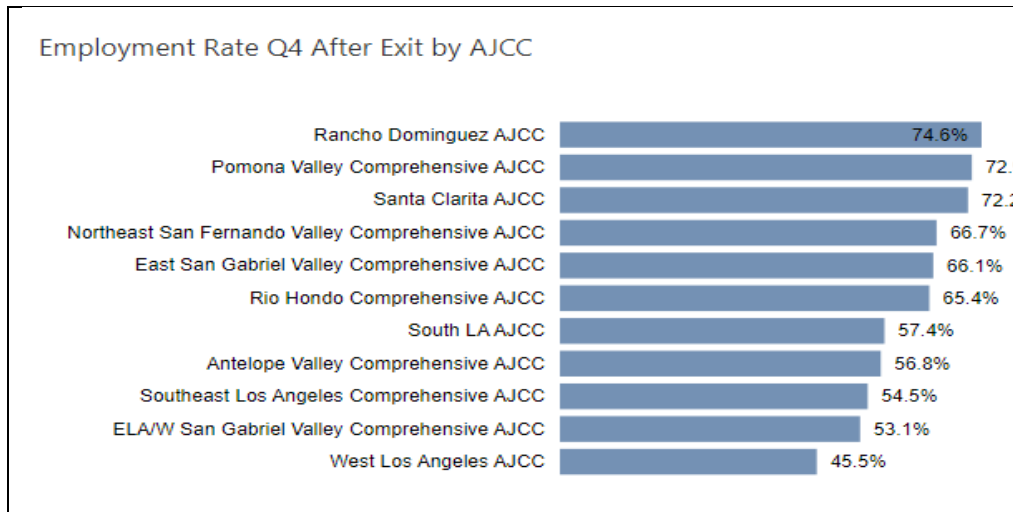 Employment Rate Q4 After Exit by AJCC
Rancho Dominguez AJCC 74.6%
Pomona Valley Comprehensive AJCC 72.
Santa Clarita AJCC 72.2
Northeast San Fernando Valley Comprehensive AJCC 66.7%
East San Gabriel Valley Comprehensive AJCC 66.1%
Rio Hondo Comprehensive AJCC 65.4%
South LA AJCC 57.4%
Antelope Valley Comprehensive AJCC 56.8%
Southeast Los Angeles Comprehensive AJCC 54.5%
ELA/W San Gabriel Valley Comprehensive AJCC 53.1%
West Los Angeles AJCC 45.5%